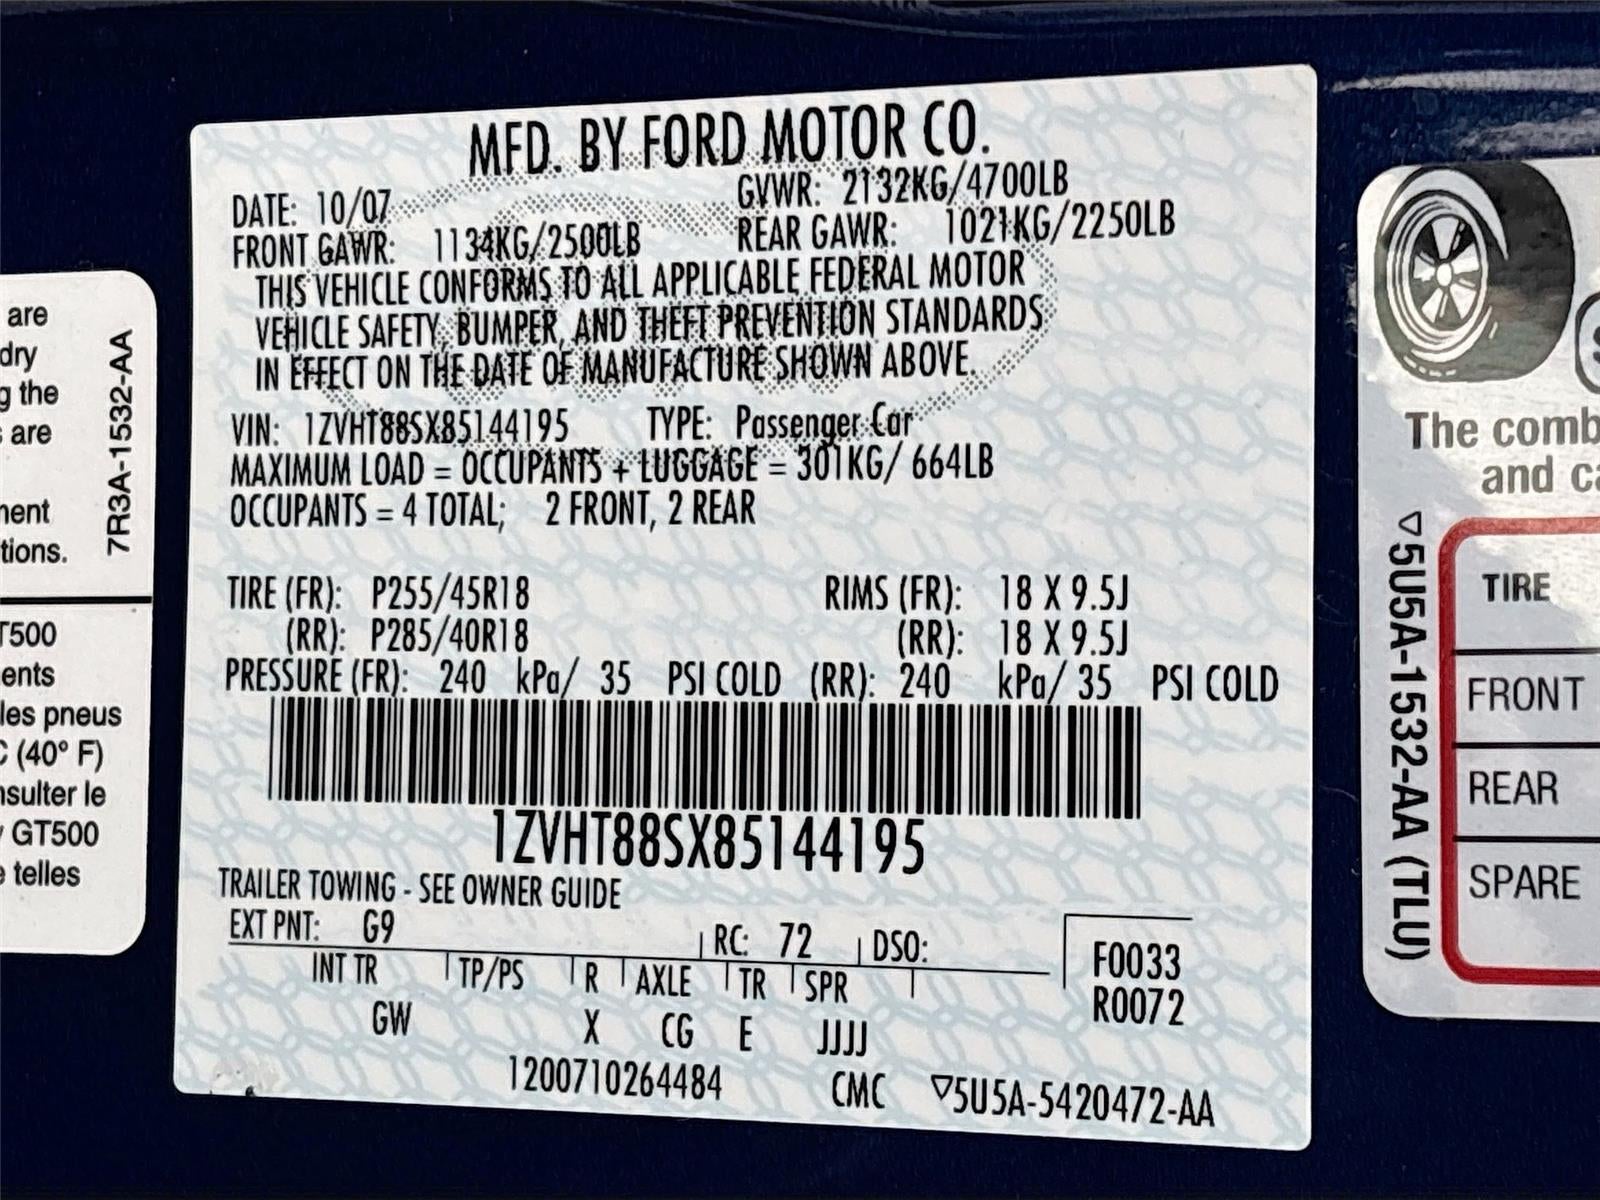 are
dry
g the
are
ment
tions.
7R3A-1532-AA
T500
ents
les pneus
C (40° F)
nsulter le
GT500
telles
MFD. BY FORD MOTOR CO.
DATE: 10/07 GVWR: 2132KG/4700LB
FRONT GAWR: 1134KG/2500LB REAR GAWR: 1021KG/2250LB
THIS VEHICLE CONFORMS TO ALL APPLICABLE FEDERAL MOTOR
VEHICLE SAFETY, BUMPER, AND THEFT PREVENTION STANDARDS
IN EFFECT ON THE DATE OF MANUFACTURE SHOWN ABOVE.
VIN: 1ZVHT88SX85144195 TYPE: Passenger Car
MAXIMUM LOAD = OCCUPANTS + LUGGAGE = 301KG/ 664LB
OCCUPANTS = 4 TOTAL; 2 FRONT, 2 REAR
TIRE (FR): P255/45R18 RIMS (FR): 18 X 9.5J
(RR): P285/40R18 (RR): 18 X 9.5J
PRESSURE (FR): 240 kPa/ 35 PSI COLD (RR): 240 kPa/ 35 PSI COLD
1ZVHT88SX85144195
TRAILER TOWING - SEE OWNER GUIDE
EXT PNT: G9 RC: 72 DSO:
F0033
R0072
INT TR TP/PS R AXLE TR SPR
GW X CG E JJJJ
1200710264484 CMC ▽5U5A-5420472-AA
The comb
and ca
▽5U5A-1532-AA (TLU)
TIRE
FRONT
REAR
SPARE